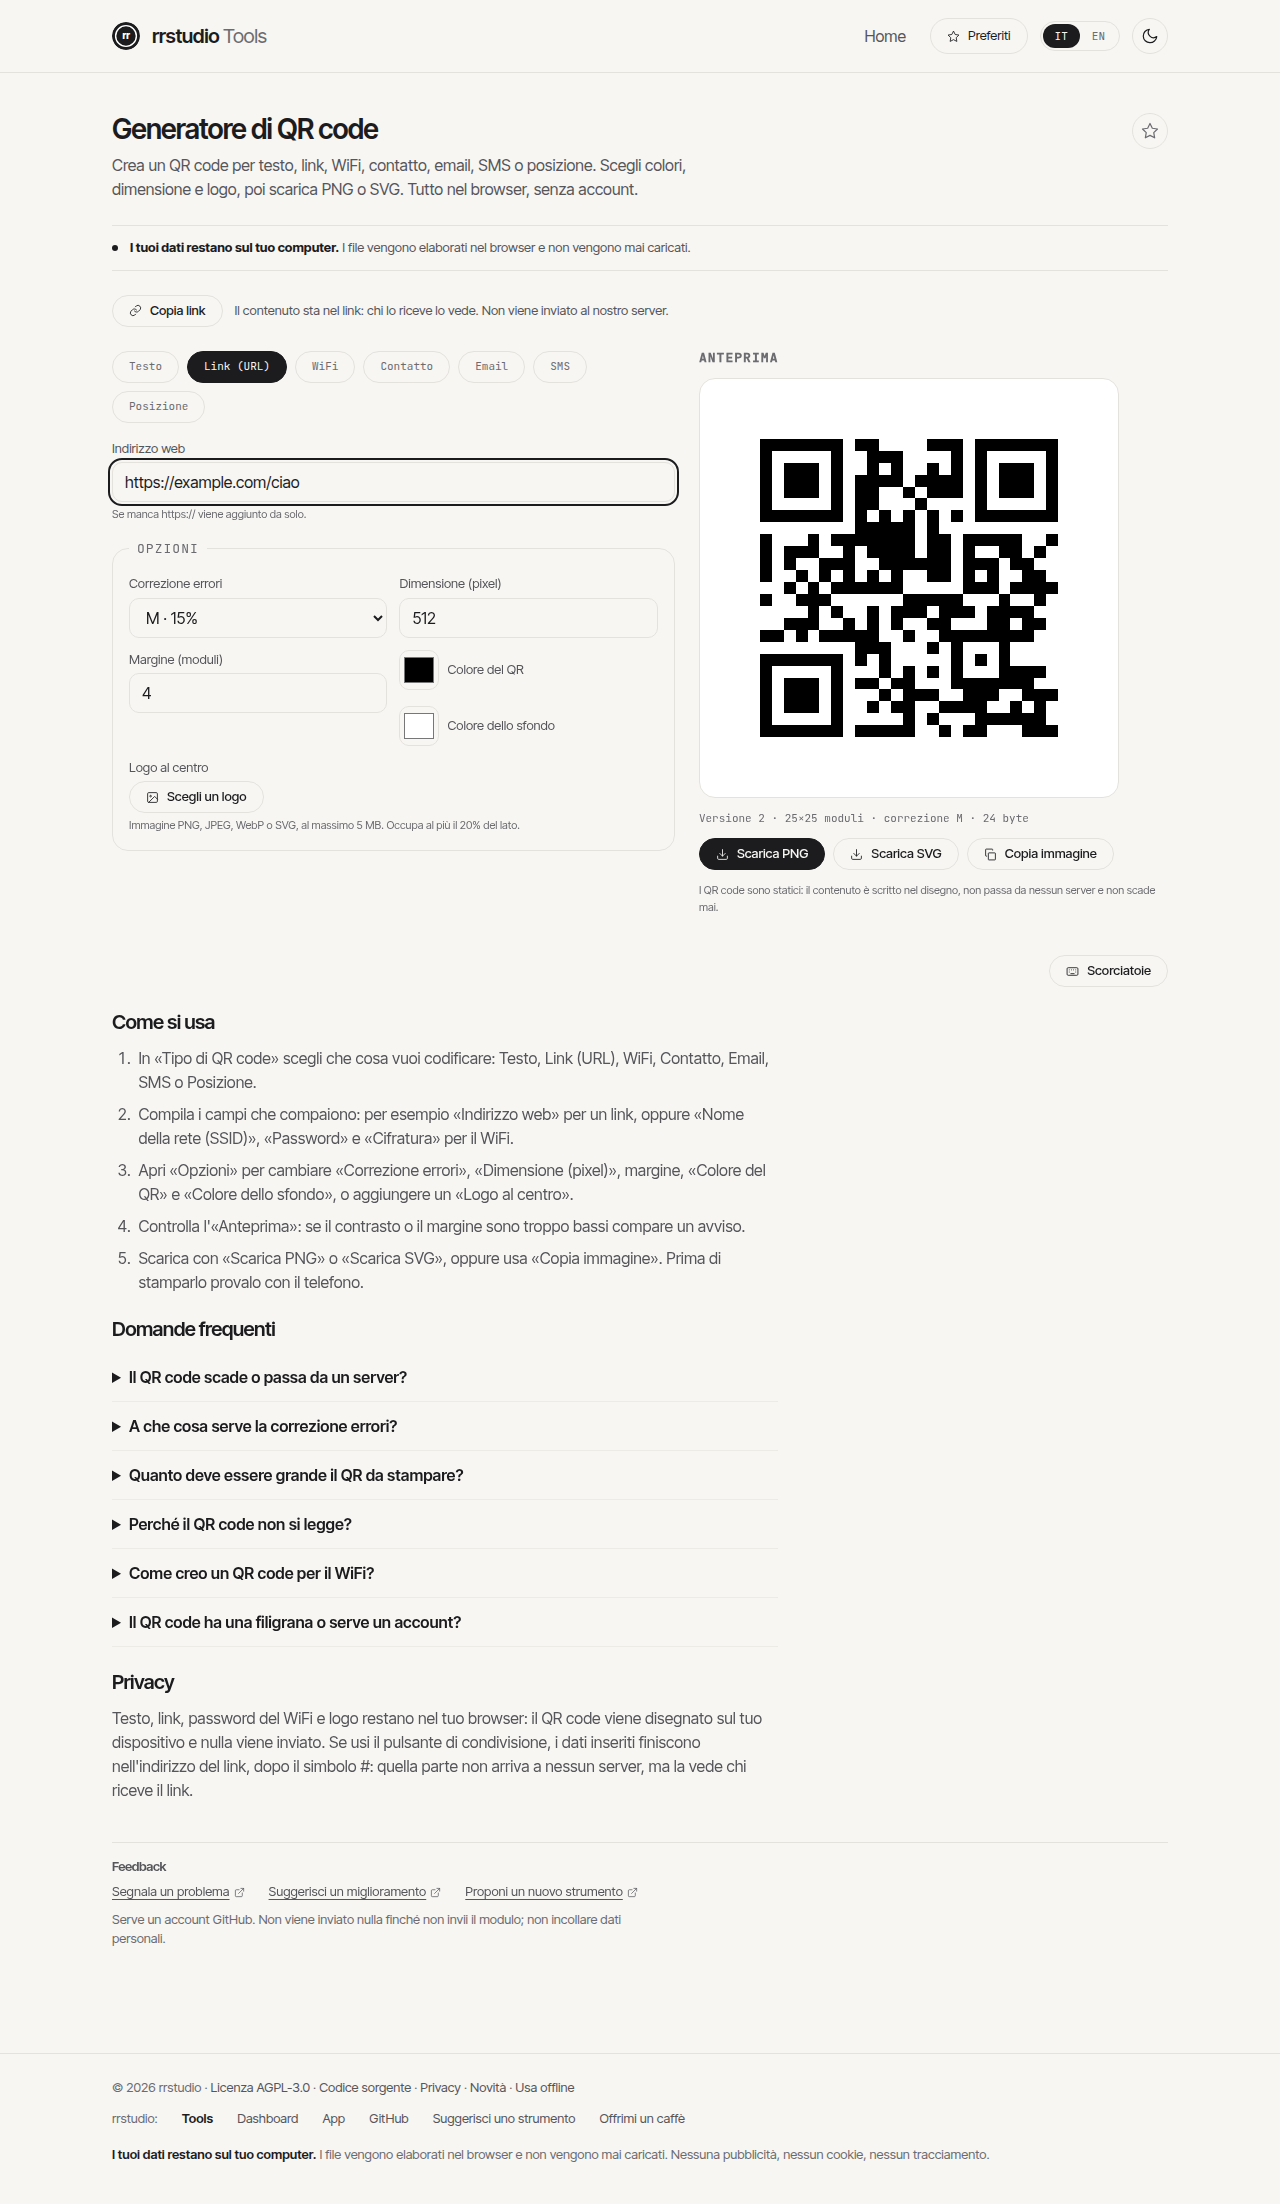 rr
rrstudio Tools
Home
Preferiti
IT
EN
Generatore di QR code
Crea un QR code per testo, link, WiFi, contatto, email, SMS o posizione. Scegli colori,
dimensione e logo, poi scarica PNG o SVG. Tutto nel browser, senza account.
I tuoi dati restano sul tuo computer. I file vengono elaborati nel browser e non vengono mai caricati.
Copia link
Il contenuto sta nel link: chi lo riceve lo vede. Non viene inviato al nostro server.
Testo
Link (URL)
WiFi
Contatto
Email
SMS
Posizione
Indirizzo web
https://example.com/ciao
Se manca https:// viene aggiunto da solo.
OPZIONI
Correzione errori
M · 15%
Dimensione (pixel)
512
Margine (moduli)
4
Colore del QR
Colore dello sfondo
Logo al centro
Scegli un logo
Immagine PNG, JPEG, WebP o SVG, al massimo 5 MB. Occupa al più il 20% del lato.
ANTEPRIMA
Versione 2 · 25×25 moduli · correzione M · 24 byte
Scarica PNG
Scarica SVG
Copia immagine
I QR code sono statici: il contenuto è scritto nel disegno, non passa da nessun server e non scade
mai.
Scorciatoie
Come si usa
1. In «Tipo di QR code» scegli che cosa vuoi codificare: Testo, Link (URL), WiFi, Contatto, Email,
SMS o Posizione.
2. Compila i campi che compaiono: per esempio «Indirizzo web» per un link, oppure «Nome
della rete (SSID)», «Password» e «Cifratura» per il WiFi.
3. Apri «Opzioni» per cambiare «Correzione errori», «Dimensione (pixel)», margine, «Colore del
QR» e «Colore dello sfondo», o aggiungere un «Logo al centro».
4. Controlla l'«Anteprima»: se il contrasto o il margine sono troppo bassi compare un avviso.
5. Scarica con «Scarica PNG» o «Scarica SVG», oppure usa «Copia immagine». Prima di
stamparlo provalo con il telefono.
Domande frequenti
Il QR code scade o passa da un server?
A che cosa serve la correzione errori?
Quanto deve essere grande il QR da stampare?
Perché il QR code non si legge?
Come creo un QR code per il WiFi?
Il QR code ha una filigrana o serve un account?
Privacy
Testo, link, password del WiFi e logo restano nel tuo browser: il QR code viene disegnato sul tuo
dispositivo e nulla viene inviato. Se usi il pulsante di condivisione, i dati inseriti finiscono
nell'indirizzo del link, dopo il simbolo #: quella parte non arriva a nessun server, ma la vede chi
riceve il link.
Feedback
Segnala un problema
Suggerisci un miglioramento
Proponi un nuovo strumento
Serve un account GitHub. Non viene inviato nulla finché non invii il modulo; non incollare dati
personali.
© 2026 rrstudio · Licenza AGPL-3.0 · Codice sorgente · Privacy · Novità · Usa offline
rrstudio: Tools Dashboard App GitHub Suggerisci uno strumento Offrimi un caffè
I tuoi dati restano sul tuo computer. I file vengono elaborati nel browser e non vengono mai caricati. Nessuna pubblicità, nessun cookie, nessun tracciamento.